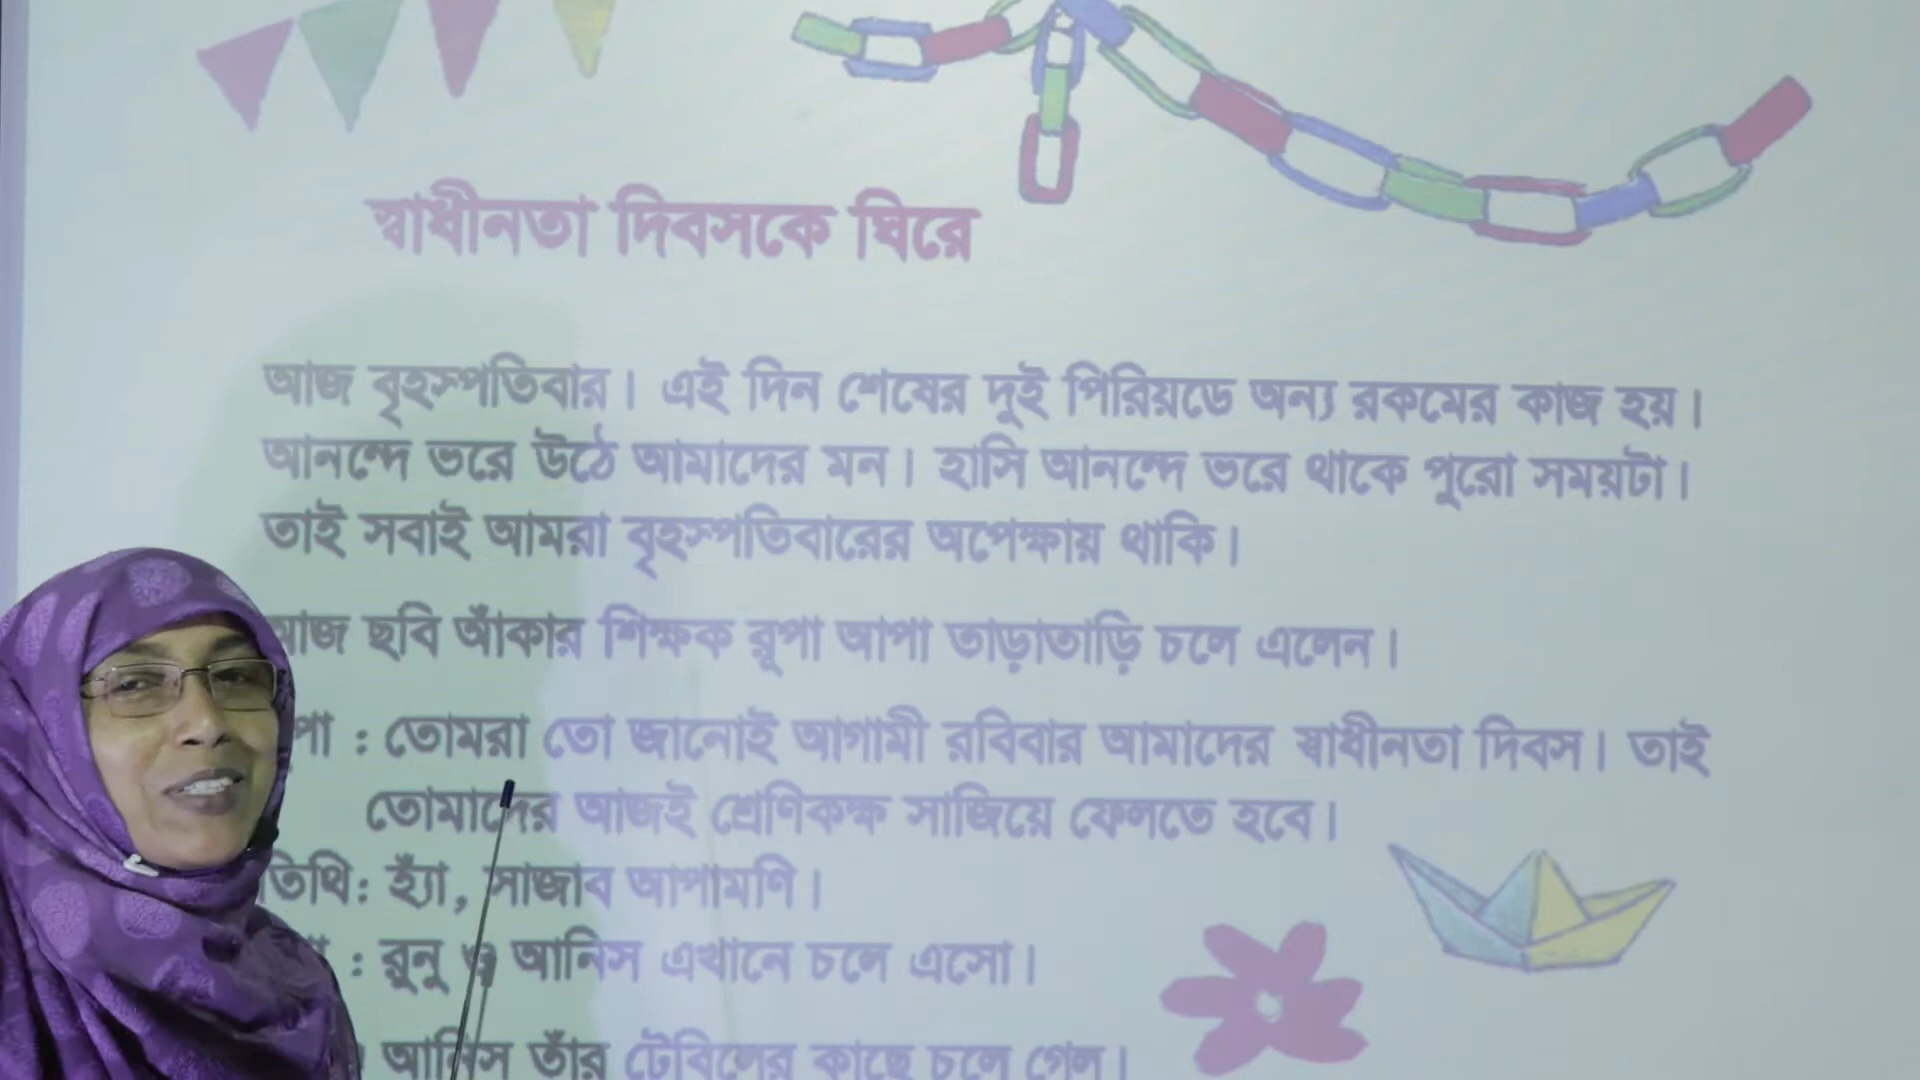 স্বাধীনতা দিবসকে ঘিরে
আজ বৃহস্পতিবার। এই দিন শেষের দুই পিরিয়ডে অন্য রকমের কাজ হয়।
আনন্দে ভরে উঠে আমাদের মন। হাসি আনন্দে ভরে থাকে পুরো সময়টা।
তাই সবাই আমরা বৃহস্পতিবারের অপেক্ষায় থাকি।
আজ ছবি আঁকার শিক্ষক রূপা আপা তাড়াতাড়ি চলে এলেন।
: তোমরা তো জানোই আগামী রবিবার আমাদের স্বাধীনতা দিবস। তাই
তোমাদের আজই শ্রেণিকক্ষ সাজিয়ে ফেলতে হবে।
তিথি: হ্যাঁ, সাজাব আপামণি।
: রুনু ও আনিস এখানে চলে এসো।
আনিস তাঁর টেবিলের কাছে চলে গেল।